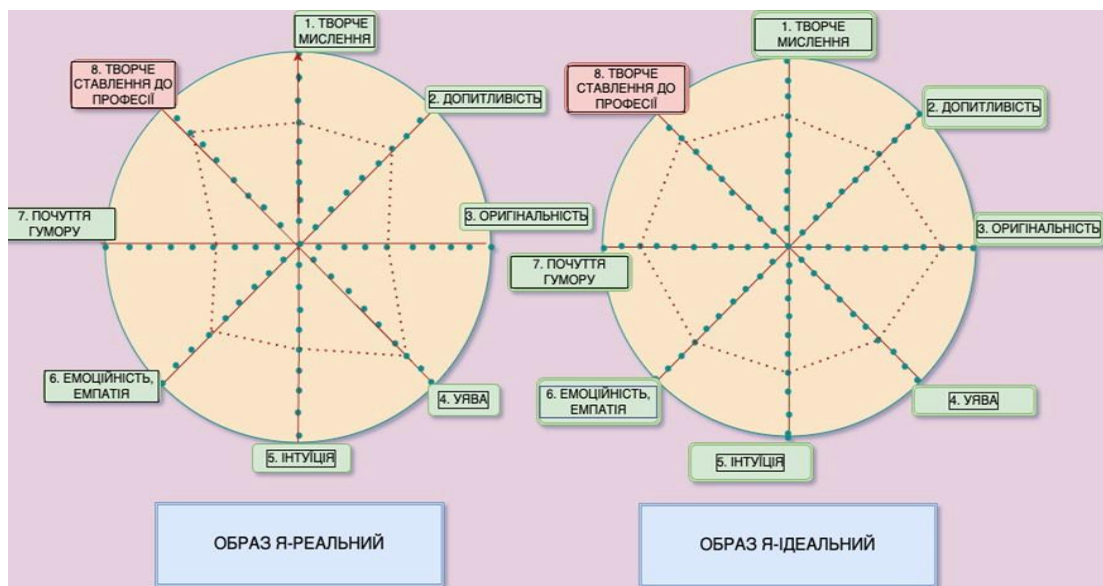 1. ТВОРЧЕ
МИСЛЕННЯ
8. ТВОРЧЕ
СТАВЛЕННЯ ДО
ПРОФЕСІЇ
2. ДОПИТЛИВІСТЬ
7. ПОЧУТТЯ
ГУМОРУ
3. ОРИГІНАЛЬНІСТЬ
6. ЕМОЦІЙНІСТЬ,
ЕМПАТІЯ
4. УЯВА
5. ІНТУЇЦІЯ
ОБРАЗ Я-РЕАЛЬНИЙ
1. ТВОРЧЕ
МИСЛЕННЯ
8. ТВОРЧЕ
СТАВЛЕННЯ ДО
ПРОФЕСІЇ
2. ДОПИТЛИВІСТЬ
3. ОРИГІНАЛЬНІСТЬ
7. ПОЧУТТЯ
ГУМОРУ
6. ЕМОЦІЙНІСТЬ,
ЕМПАТІЯ
4. УЯВА
5. ІНТУЇЦІЯ
ОБРАЗ Я-ІДЕАЛЬНИЙ